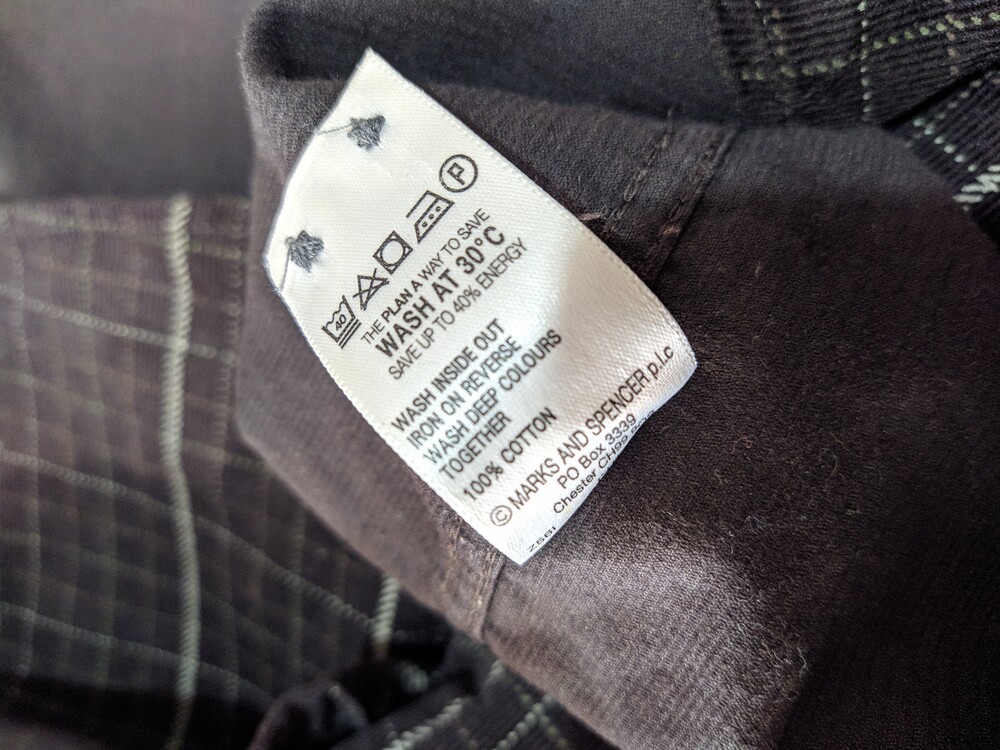 40
P
THE PLAN A WAY TO SAVE
WASH AT 30°C
SAVE UP TO 40% ENERGY
WASH INSIDE OUT
IRON ON REVERSE
WASH DEEP COLOURS
TOGETHER
100% COTTON
© MARKS AND SPENCER p.l.c
PO Box 3339
Chester CH99